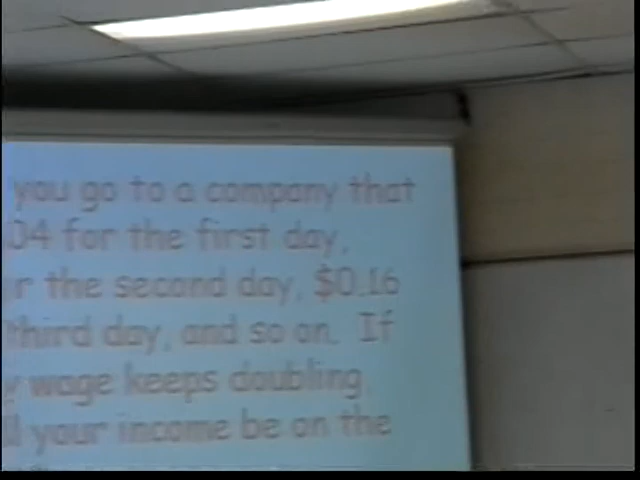 you go to a company that
.04 for the first day,
r the second day, $0.16
third day, and so on. If
y wage keeps doubling
ll your income be on the